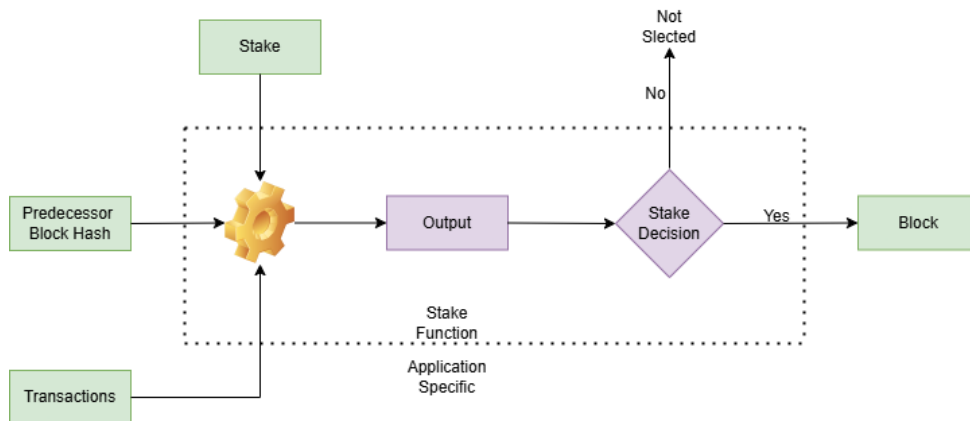 Not
Slected
Stake
No
Predecessor
Block Hash
Output
Stake
Decision
Yes
Block
Stake
Function
Application
Specific
Transactions